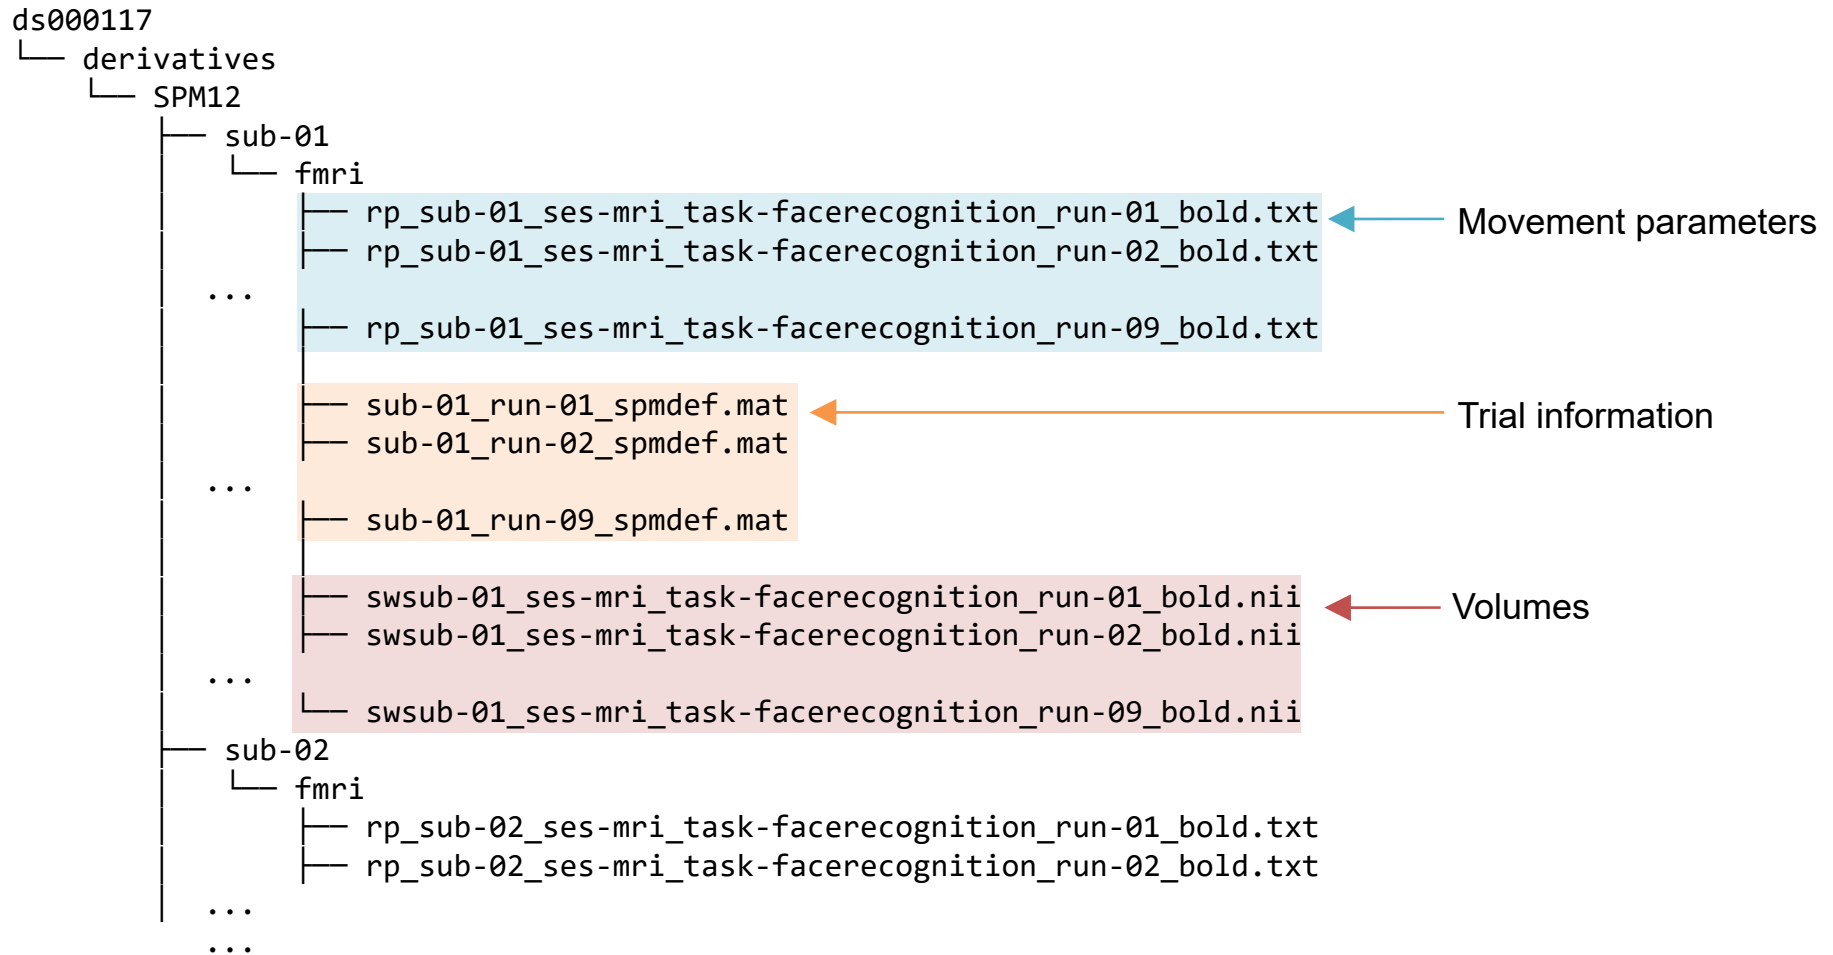 ds000117
└── derivatives
└── SPM12
├── sub-01
└── fmri
├── rp_sub-01_ses-mri_task-facerecognition_run-01_bold.txt
Movement parameters
├── rp_sub-01_ses-mri_task-facerecognition_run-02_bold.txt
...
├── rp_sub-01_ses-mri_task-facerecognition_run-09_bold.txt
├── sub-01_run-01_spmdef.mat
Trial information
├── sub-01_run-02_spmdef.mat
...
├── sub-01_run-09_spmdef.mat
├── swsub-01_ses-mri_task-facerecognition_run-01_bold.nii
Volumes
├── swsub-01_ses-mri_task-facerecognition_run-02_bold.nii
...
└── swsub-01_ses-mri_task-facerecognition_run-09_bold.nii
├── sub-02
└── fmri
├── rp_sub-02_ses-mri_task-facerecognition_run-01_bold.txt
├── rp_sub-02_ses-mri_task-facerecognition_run-02_bold.txt
...
...